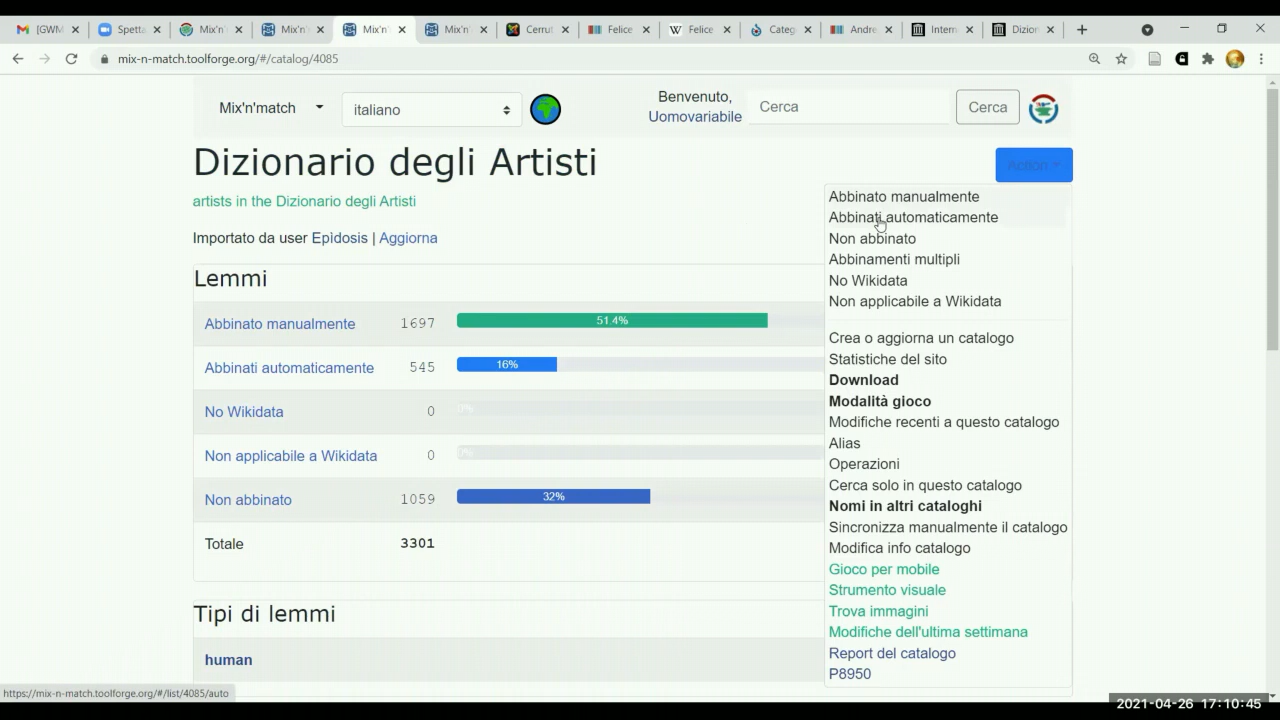 [GWM
Spetta
Mix'n'
Mix'n'
Mix'n'
Mix'n'
Cerrut
Felice
Felice
Categ
Andre
Intern
Dizion
mix-n-match.toolforge.org/#/catalog/4085
Mix'n'match
italiano
Benvenuto,
Uomovariabile
Cerca
Cerca
Dizionario degli Artisti
Action
artists in the Dizionario degli Artisti
Importato da user Epìdosis | Aggiorna
Lemmi
Abbinato manualmente 1697 51.4%
Abbinati automaticamente 545 16%
No Wikidata 0 0%
Non applicabile a Wikidata 0 0%
Non abbinato 1059 32%
Totale 3301
Tipi di lemmi
human
Abbinato manualmente
Abbinati automaticamente
Non abbinato
Abbinamenti multipli
No Wikidata
Non applicabile a Wikidata
Crea o aggiorna un catalogo
Statistiche del sito
Download
Modalità gioco
Modifiche recenti a questo catalogo
Alias
Operazioni
Cerca solo in questo catalogo
Nomi in altri cataloghi
Sincronizza manualmente il catalogo
Modifica info catalogo
Gioco per mobile
Strumento visuale
Trova immagini
Modifiche dell'ultima settimana
Report del catalogo
P8950
https://mix-n-match.toolforge.org/#/list/4085/auto
2021-04-26 17:10:45